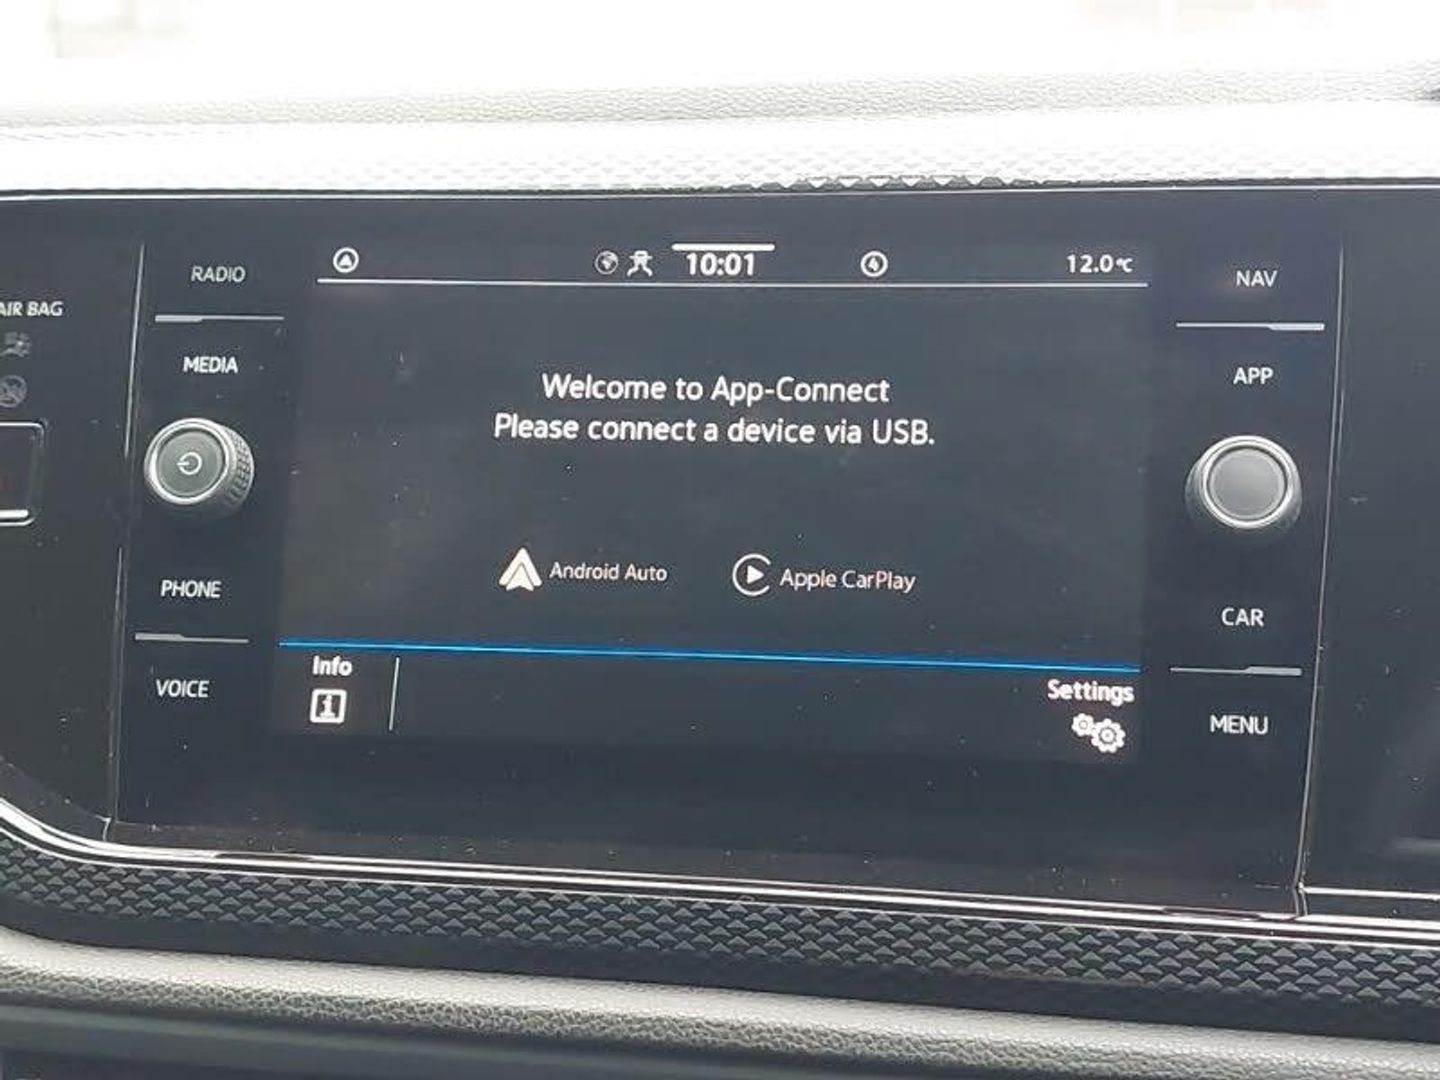 RADIO
MEDIA
PHONE
VOICE
AIR BAG
10:01
4
12.0°C
Welcome to App-Connect
Please connect a device via USB.
Android Auto
Apple CarPlay
Info
Settings
NAV
APP
CAR
MENU